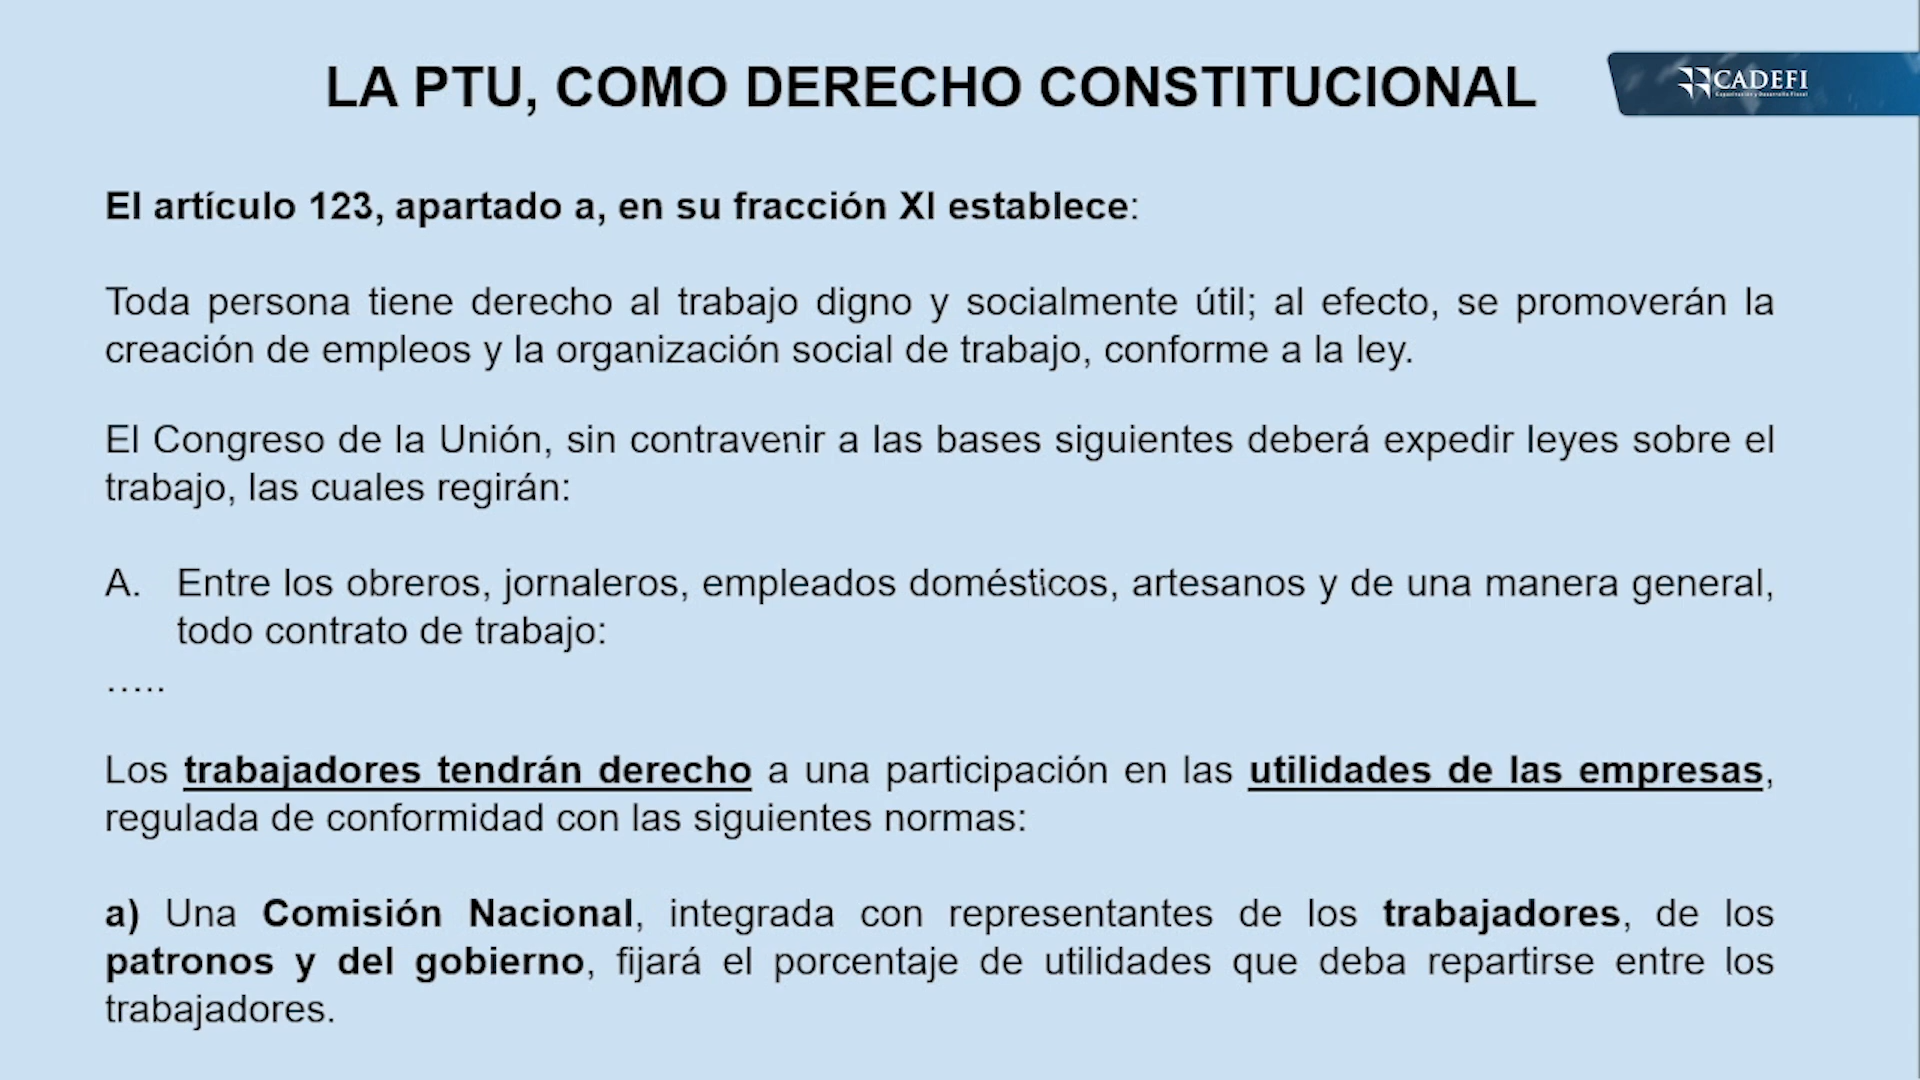 LA PTU, COMO DERECHO CONSTITUCIONAL
CADEFI
El artículo 123, apartado a, en su fracción XI establece:
Toda persona tiene derecho al trabajo digno y socialmente útil; al efecto, se promoverán la
creación de empleos y la organización social de trabajo, conforme a la ley.
El Congreso de la Unión, sin contravenir a las bases siguientes deberá expedir leyes sobre el
trabajo, las cuales regirán:
A. Entre los obreros, jornaleros, empleados domésticos, artesanos y de una manera general,
todo contrato de trabajo:
…..
Los trabajadores tendrán derecho a una participación en las utilidades de las empresas,
regulada de conformidad con las siguientes normas:
a) Una Comisión Nacional, integrada con representantes de los trabajadores, de los
patronos y del gobierno, fijará el porcentaje de utilidades que deba repartirse entre los
trabajadores.